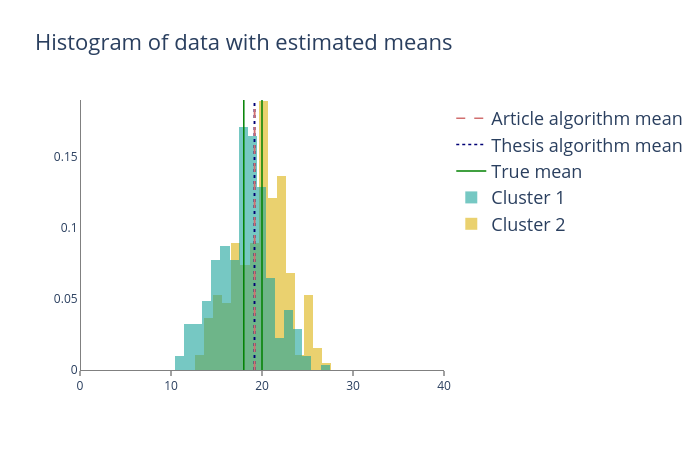 Histogram of data with estimated means
Article algorithm mean
Thesis algorithm mean
True mean
Cluster 1
Cluster 2
0.15
0.1
0.05
0
0 10 20 30 40